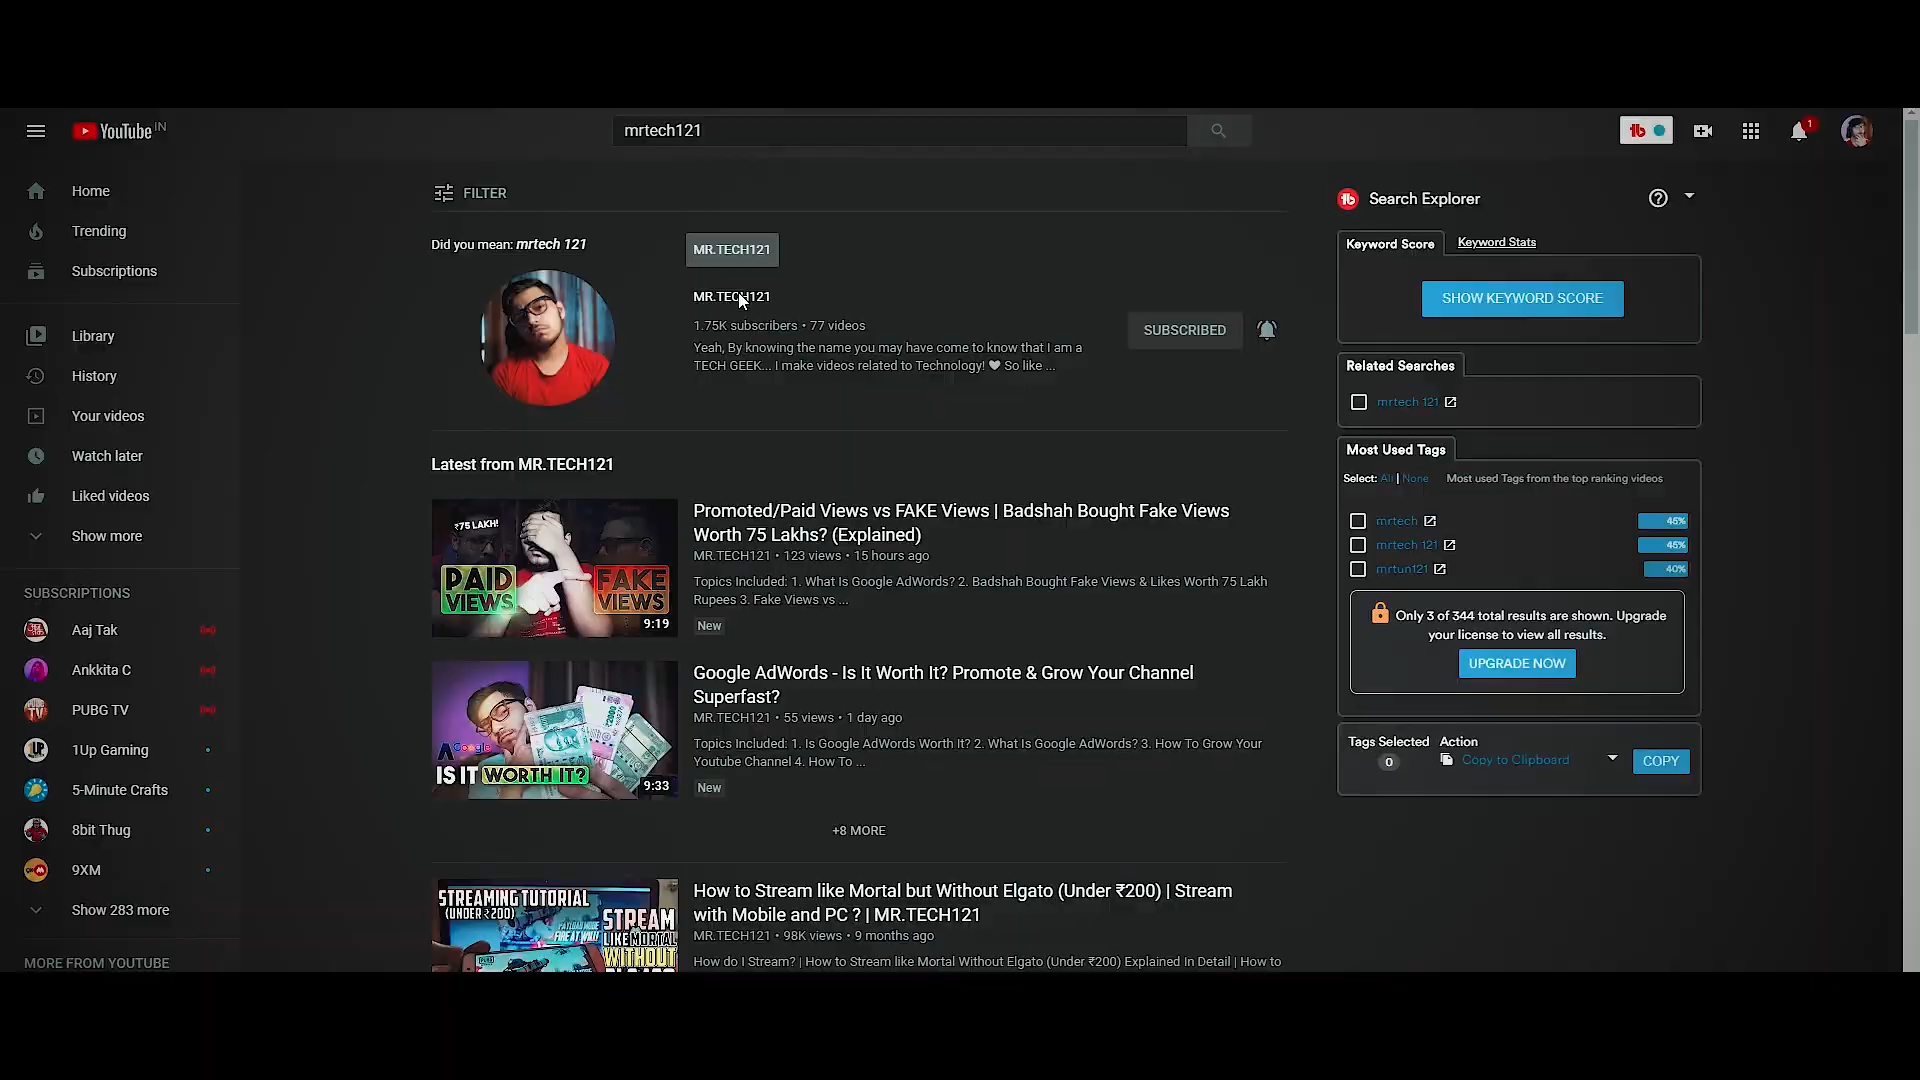 YouTube IN
mrtech121
1
Home
Trending
Subscriptions
Library
History
Your videos
Watch later
Liked videos
Show more
SUBSCRIPTIONS
Aaj Tak
Ankkita C
PUBG TV
1Up Gaming
5-Minute Crafts
8bit Thug
9XM
Show 283 more
MORE FROM YOUTUBE
FILTER
Did you mean: mrtech 121
MR.TECH121
MR.TECH121
1.75K subscribers • 77 videos
Yeah, By knowing the name you may have come to know that I am a
TECH GEEK... I make videos related to Technology! ♥ So like ...
SUBSCRIBED
Latest from MR.TECH121
₹75 LAKH!
PAID
VIEWS
FAKE
VIEWS
9:19
Promoted/Paid Views vs FAKE Views | Badshah Bought Fake Views
Worth 75 Lakhs? (Explained)
MR.TECH121 • 123 views • 15 hours ago
Topics Included: 1. What Is Google AdWords? 2. Badshah Bought Fake Views & Likes Worth 75 Lakh
Rupees 3. Fake Views vs ...
New
Google
IS IT WORTH IT?
9:33
Google AdWords - Is It Worth It? Promote & Grow Your Channel
Superfast?
MR.TECH121 • 55 views • 1 day ago
Topics Included: 1. Is Google AdWords Worth It? 2. What Is Google AdWords? 3. How To Grow Your
Youtube Channel 4. How To ...
New
+8 MORE
STREAMING TUTORIAL
(UNDER ₹200)
STREAM
LIKE MORTAL
WITHOUT
How to Stream like Mortal but Without Elgato (Under ₹200) | Stream
with Mobile and PC ? | MR.TECH121
MR.TECH121 • 98K views • 9 months ago
How do I Stream? | How to Stream like Mortal Without Elgato (Under ₹200) Explained In Detail | How to
Search Explorer
Keyword Score
Keyword Stats
SHOW KEYWORD SCORE
Related Searches
mrtech 121
Most Used Tags
Select: All | None Most used Tags from the top ranking videos
mrtech 45%
mrtech 121 45%
mrtun121 40%
Only 3 of 344 total results are shown. Upgrade
your license to view all results.
UPGRADE NOW
Tags Selected Action
0 Copy to Clipboard COPY